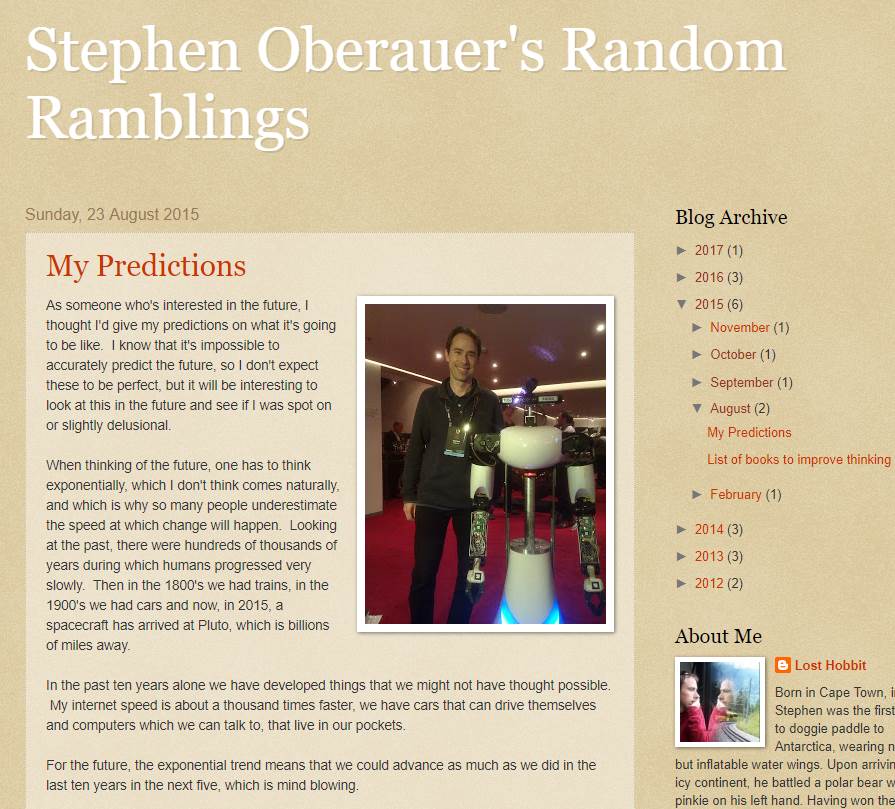 Stephen Oberauer's Random
Ramblings
Sunday, 23 August 2015
My Predictions
As someone who's interested in the future, I
thought I'd give my predictions on what it's going
to be like.  I know that it's impossible to
accurately predict the future, so I don't expect
these to be perfect, but it will be interesting to
look at this in the future and see if I was spot on
or slightly delusional.
When thinking of the future, one has to think
exponentially, which I don't think comes naturally,
and which is why so many people underestimate
the speed at which change will happen.  Looking
at the past, there were hundreds of thousands of
years during which humans progressed very
slowly.  Then in the 1800's we had trains, in the
1900's we had cars and now, in 2015, a
spacecraft has arrived at Pluto, which is billions
of miles away.
In the past ten years alone we have developed things that we might not have thought possible.
My internet speed is about a thousand times faster, we have cars that can drive themselves
and computers which we can talk to, that live in our pockets.
For the future, the exponential trend means that we could advance as much as we did in the
last ten years in the next five, which is mind blowing.
Blog Archive
► 2017 (1)
► 2016 (3)
▼ 2015 (6)
► November (1)
► October (1)
► September (1)
▼ August (2)
My Predictions
List of books to improve thinking
► February (1)
► 2014 (3)
► 2013 (3)
► 2012 (2)
About Me
Lost Hobbit
Born in Cape Town,
Stephen was the first
to doggie paddle to
Antarctica, wearing
but inflatable water wings. Upon
icy continent, he battled a polar bear
pinkie on his left hand. Having won the